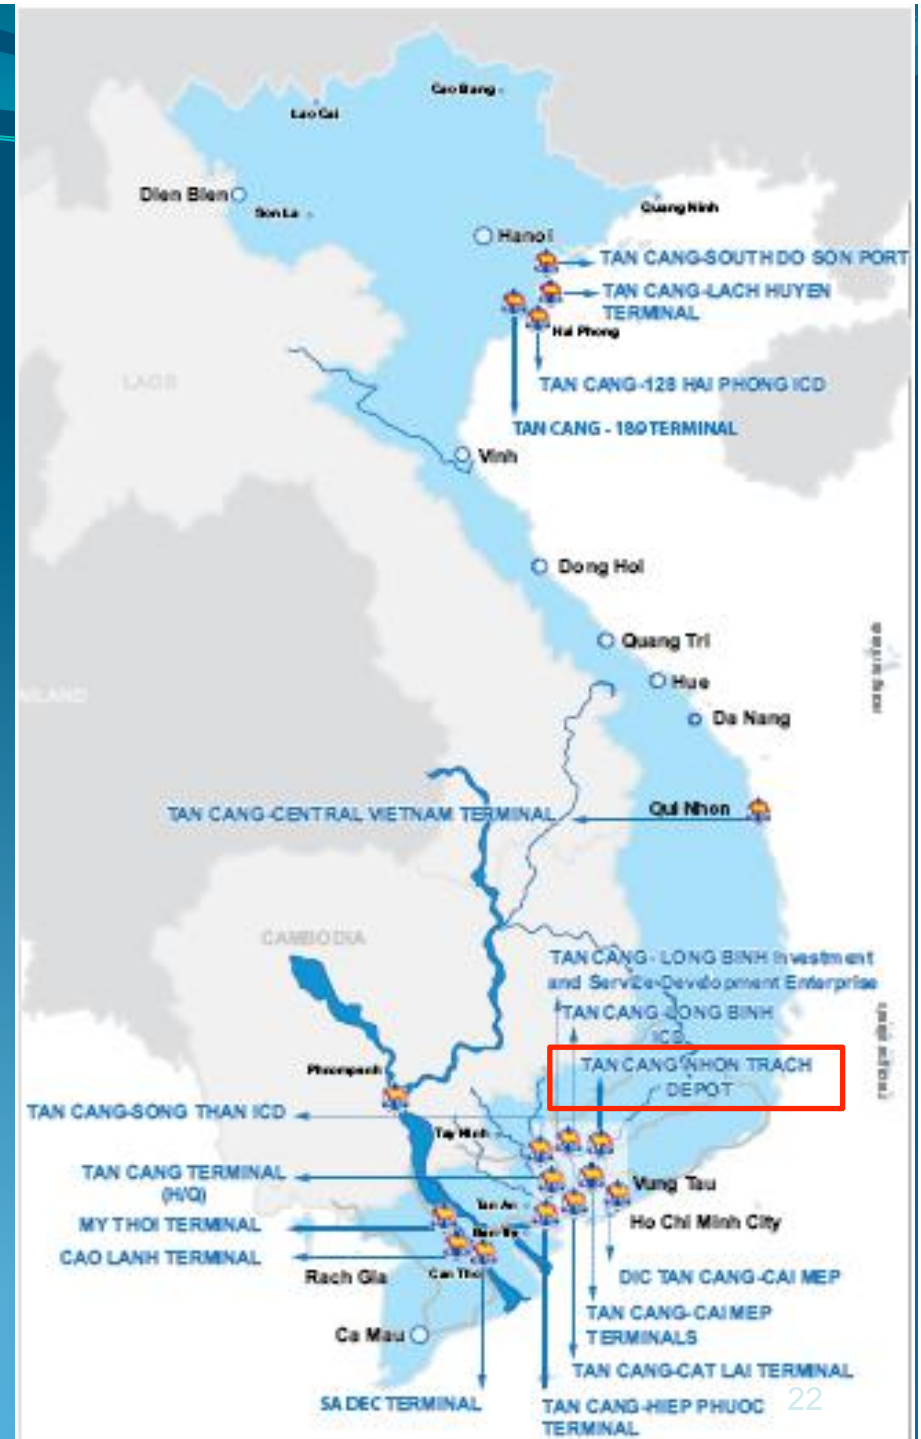 Cao Bang
Lao Cai
Dien Bien
Son La
Quang Ninh
Hanoi
TAN CANG-SOUTH DO SON PORT
TAN CANG-LACH HUYEN
TERMINAL
Hai Phong
LAOS
TAN CANG-128 HAI PHONG ICD
TAN CANG - 189 TERMINAL
Vinh
Dong Hoi
Quang Tri
Hue
AILAND
Da Nang
TAN CANG-CENTRAL VIETNAM TERMINAL
Qui Nhon
CAMBODIA
TAN CANG - LONG BINH Investment
and Service Development Enterprise
TAN CANG-LONG BINH
ICD
TAN CANG-NHON TRACH
DEPOT
Phnompenh
TAN CANG-SONG THAN ICD
Tay Ninh
TAN CANG TERMINAL
(H/Q)
Vung Tau
Tan An
MY THOI TERMINAL
Ho Chi Minh City
CAO LANH TERMINAL
Rach Gia
Can Tho
DIC TAN CANG-CAI MEP
TAN CANG-CAI MEP
TERMINALS
Ca Mau
TAN CANG-CAT LAI TERMINAL
SA DEC TERMINAL
TAN CANG-HIEP PHUOC
TERMINAL
22